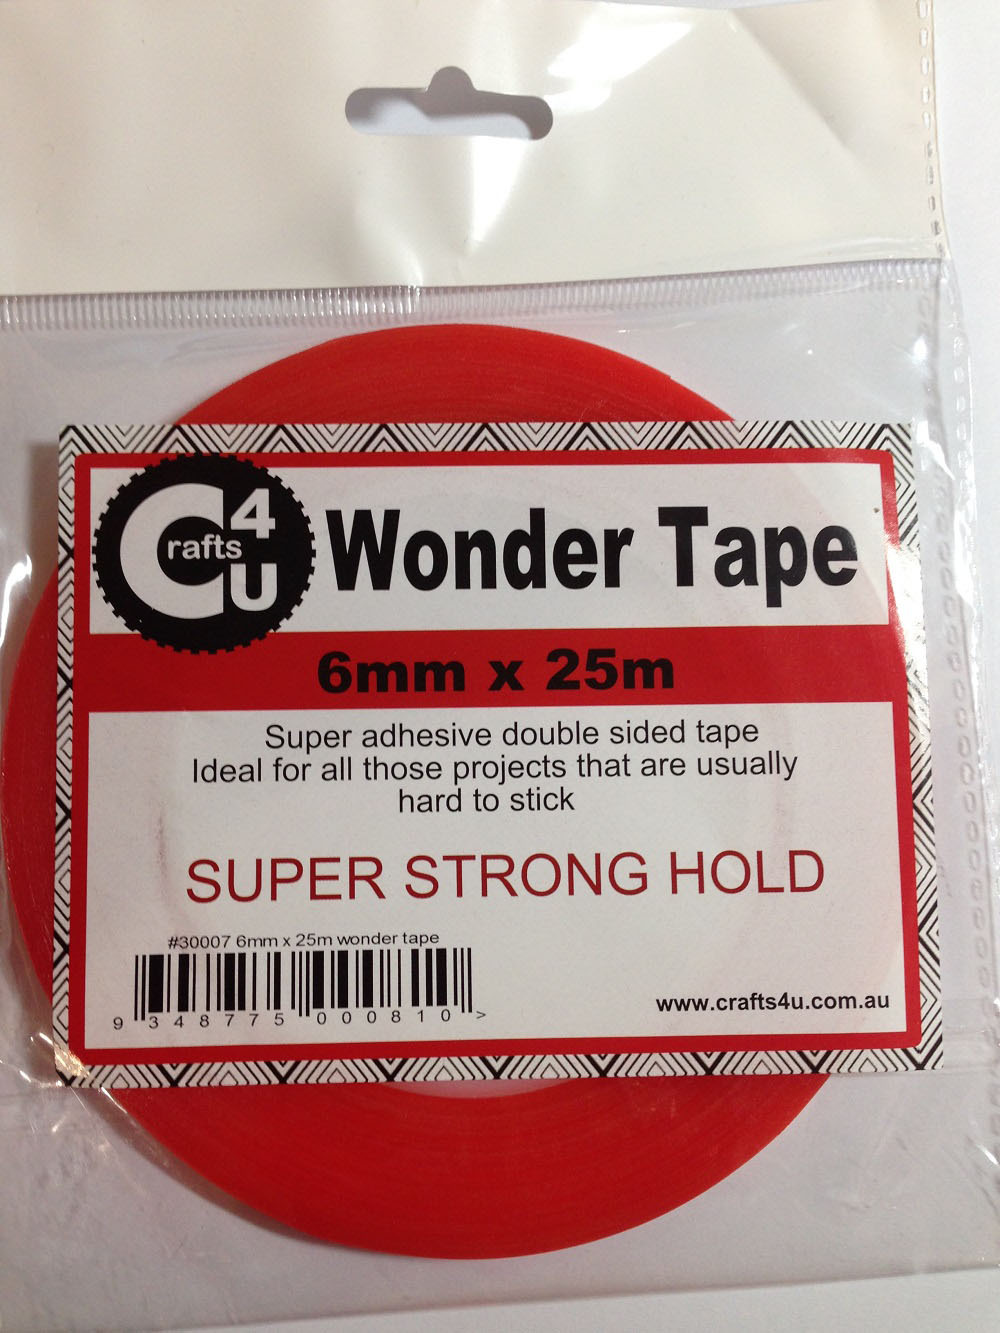 Crafts 4 U
Wonder Tape
6mm x 25m
Super adhesive double sided tape
Ideal for all those projects that are usually
hard to stick
SUPER STRONG HOLD
#30007 6mm x 25m wonder tape
9 348775 000810 >
www.crafts4u.com.au